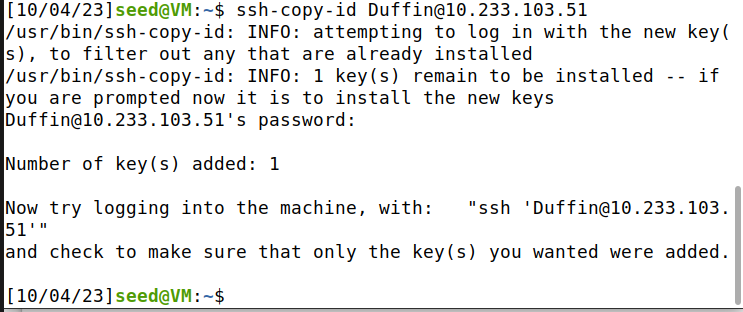 [10/04/23]seed@VM:~$ ssh-copy-id Duffin@10.233.103.51
/usr/bin/ssh-copy-id: INFO: attempting to log in with the new key(
s), to filter out any that are already installed
/usr/bin/ssh-copy-id: INFO: 1 key(s) remain to be installed -- if
you are prompted now it is to install the new keys
Duffin@10.233.103.51's password:
Number of key(s) added: 1
Now try logging into the machine, with:   "ssh 'Duffin@10.233.103.
51'"
and check to make sure that only the key(s) you wanted were added.
[10/04/23]seed@VM:~$